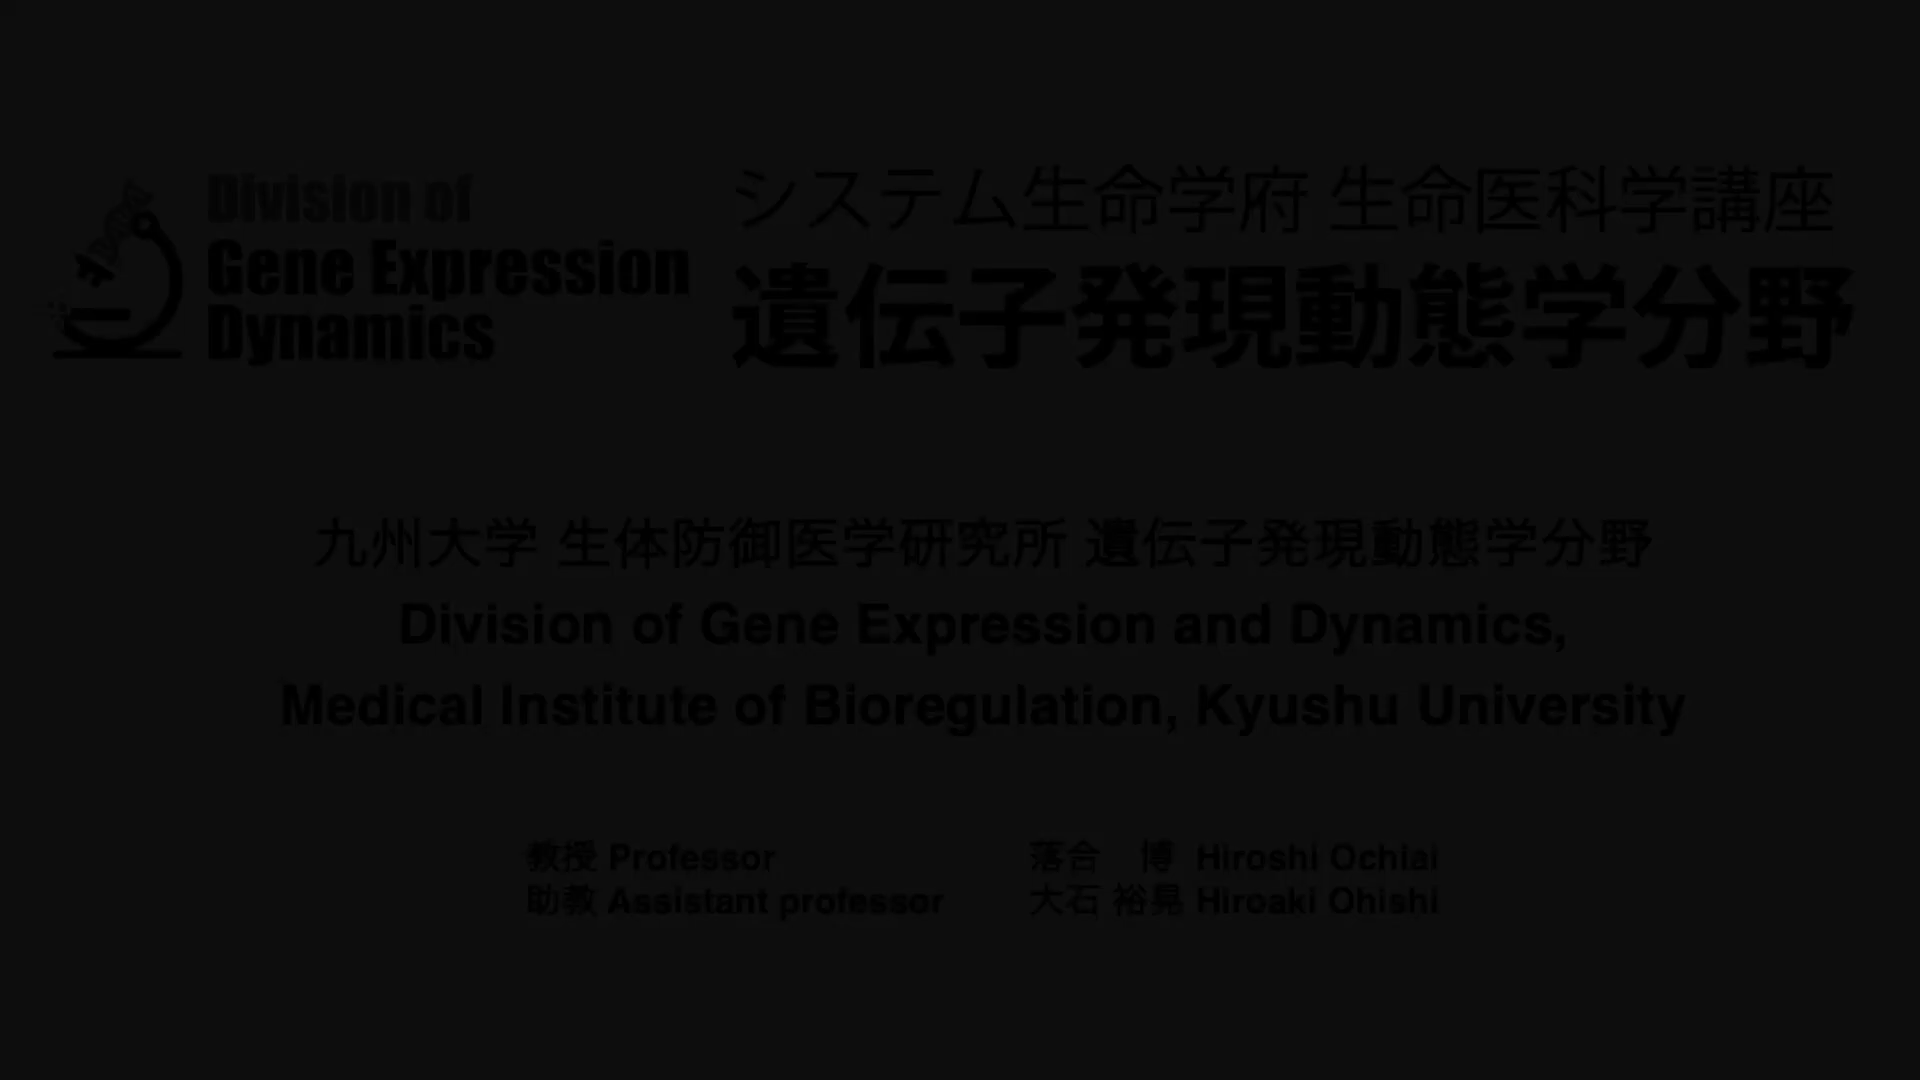 Division of
Gene Expression
Dynamics
システム生命学府 生命医科学講座
遺伝子発現動態学分野
九州大学 生体防御医学研究所 遺伝子発現動態学分野
Division of Gene Expression and Dynamics,
Medical Institute of Bioregulation, Kyushu University
教授 Professor 落合 博 Hiroshi Ochiai
助教 Assistant professor 大石 裕晃 Hiroaki Ohishi